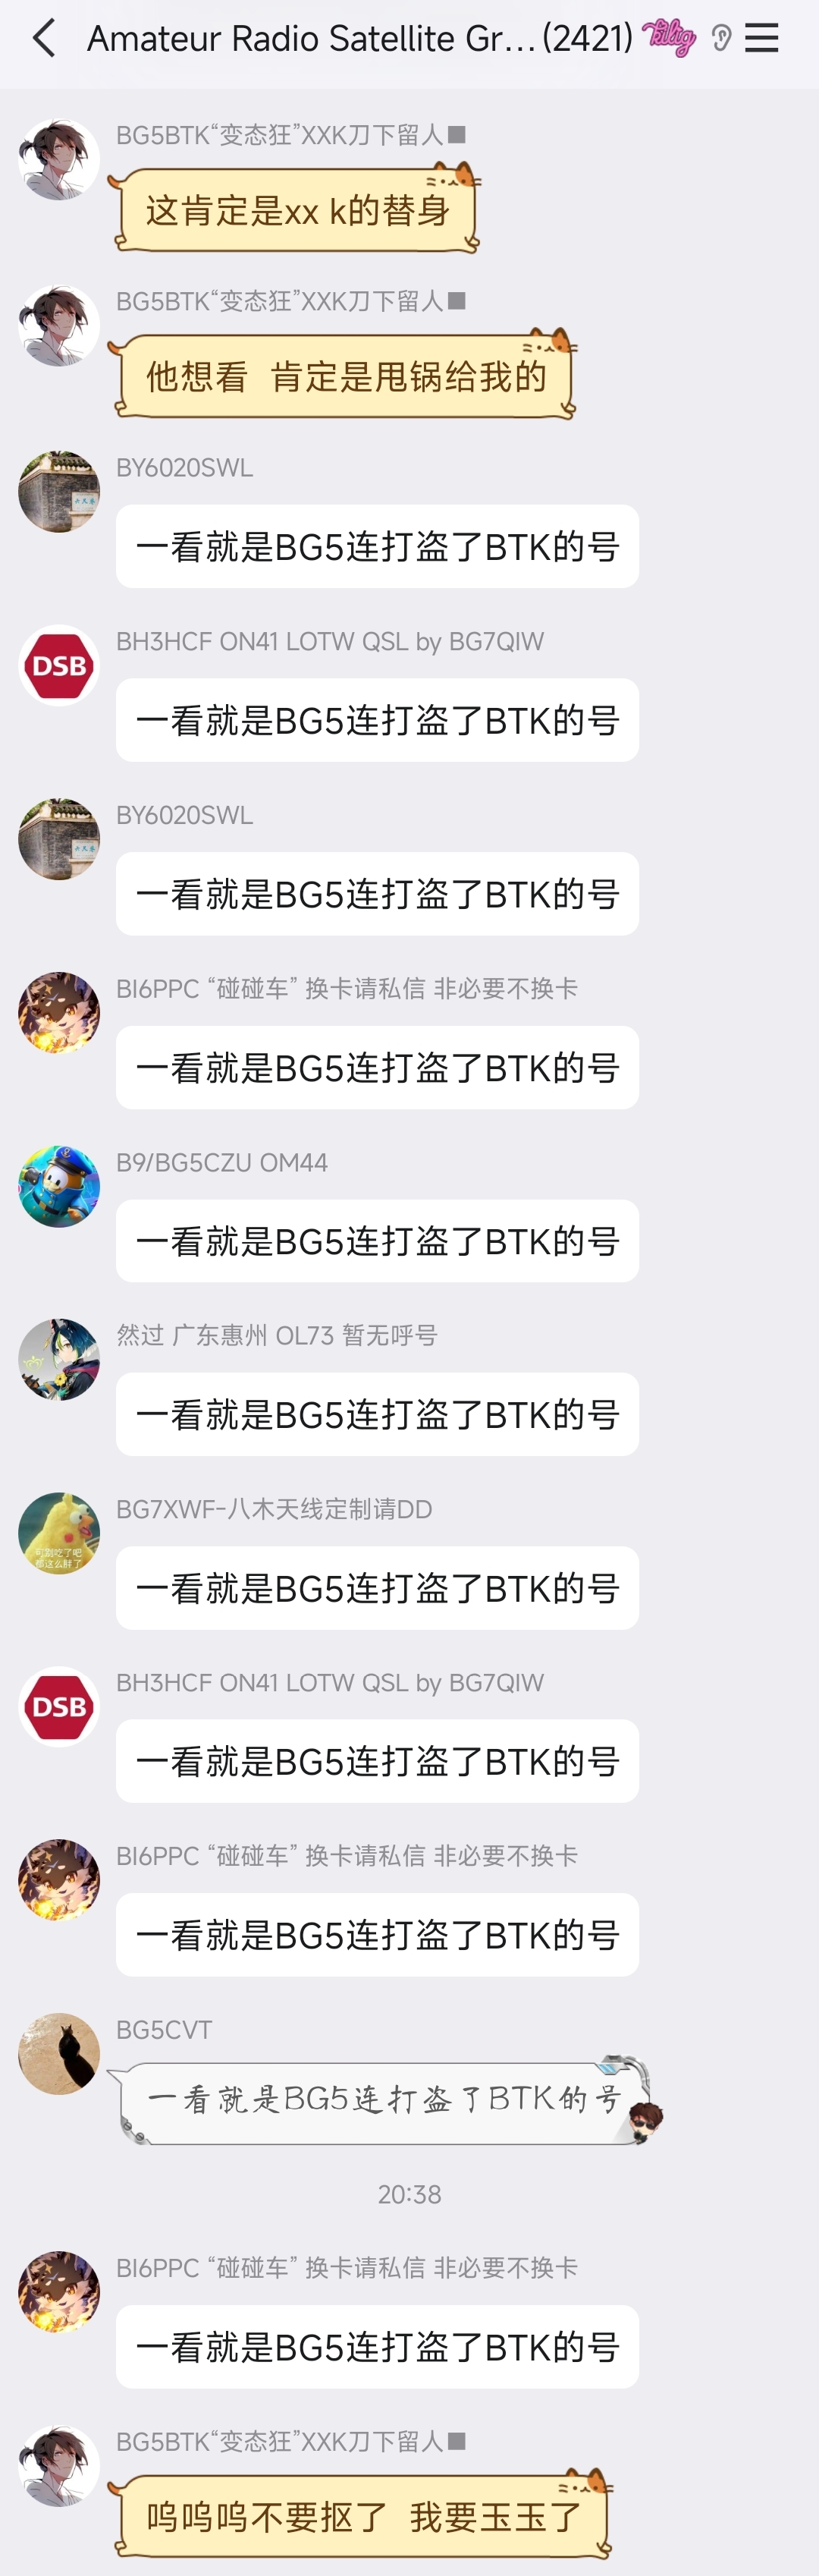 Amateur Radio Satellite Gr...(2421)
BG5BTK“变态狂”XXK刀下留人■
这肯定是xx k的替身
BG5BTK“变态狂”XXK刀下留人■
他想看 肯定是甩锅给我的
BY6020SWL
一看就是BG5连打盗了BTK的号
DSB
BH3HCF ON41 LOTW QSL by BG7QIW
一看就是BG5连打盗了BTK的号
BY6020SWL
一看就是BG5连打盗了BTK的号
BI6PPC “碰碰车” 换卡请私信 非必要不换卡
一看就是BG5连打盗了BTK的号
B9/BG5CZU OM44
一看就是BG5连打盗了BTK的号
然过 广东惠州 OL73 暂无呼号
一看就是BG5连打盗了BTK的号
BG7XWF-八木天线定制请DD
一看就是BG5连打盗了BTK的号
DSB
BH3HCF ON41 LOTW QSL by BG7QIW
一看就是BG5连打盗了BTK的号
BI6PPC “碰碰车” 换卡请私信 非必要不换卡
一看就是BG5连打盗了BTK的号
BG5CVT
一看就是BG5连打盗了BTK的号
20:38
BI6PPC “碰碰车” 换卡请私信 非必要不换卡
一看就是BG5连打盗了BTK的号
BG5BTK“变态狂”XXK刀下留人■
呜呜呜不要抠了 我要玉玉了